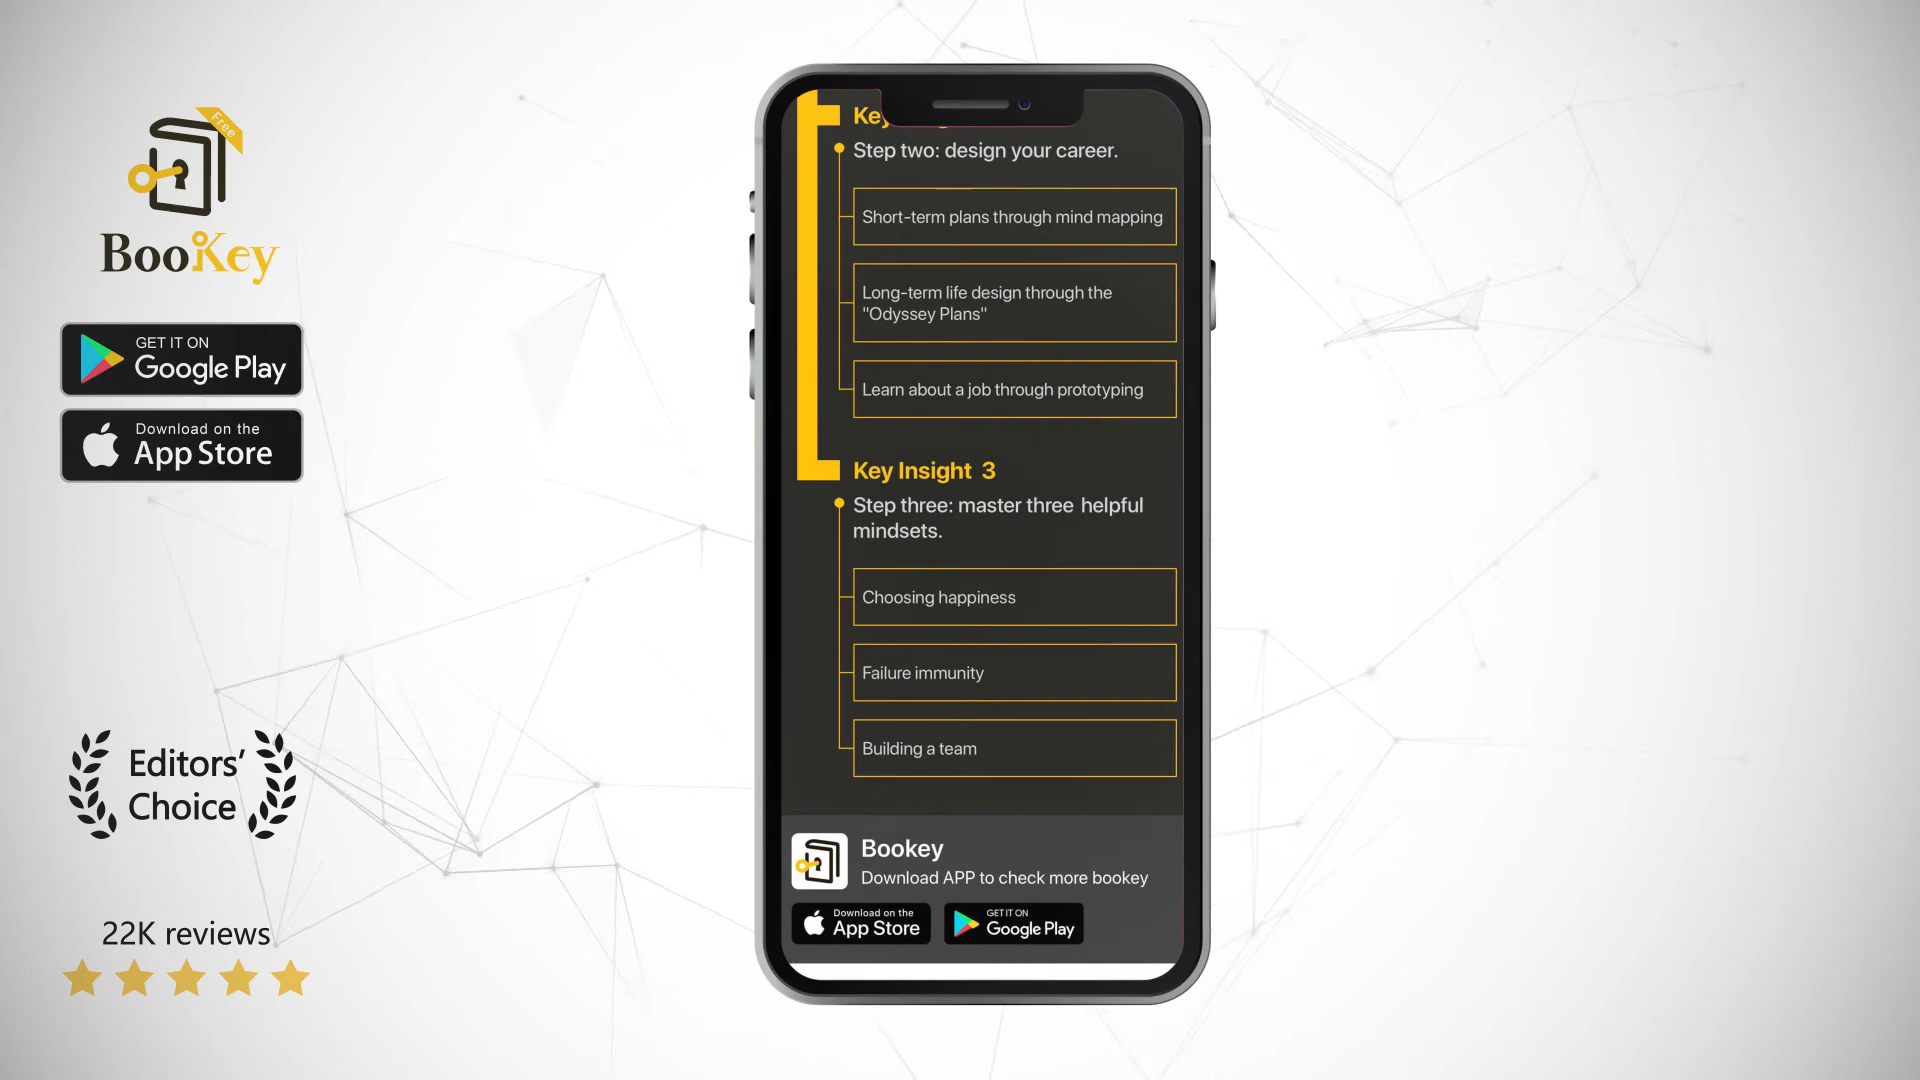 Free
BooKey
GET IT ON
Google Play
Download on the
App Store
Editors'
Choice
22K reviews
Step two: design your career.
Short-term plans through mind mapping
Long-term life design through the
"Odyssey Plans"
Learn about a job through prototyping
Key Insight 3
Step three: master three helpful
mindsets.
Choosing happiness
Failure immunity
Building a team
Bookey
Download APP to check more bookey
Download on the
App Store
GET IT ON
Google Play